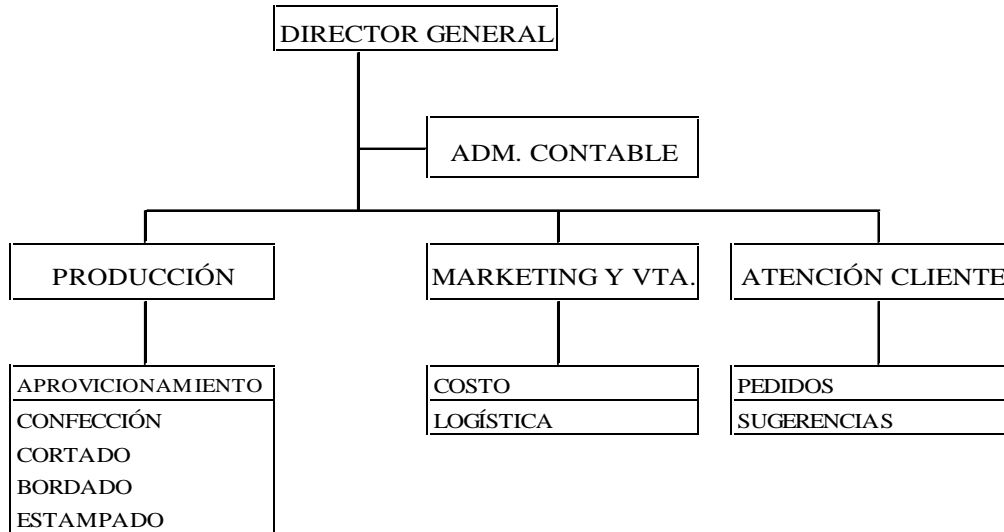 DIRECTOR GENERAL
ADM. CONTABLE
PRODUCCIÓN
MARKETING Y VTA.
ATENCIÓN CLIENTE
APROVICIONAMIENTO
CONFECCIÓN
CORTADO
BORDADO
ESTAMPADO
COSTO
LOGÍSTICA
PEDIDOS
SUGERENCIAS